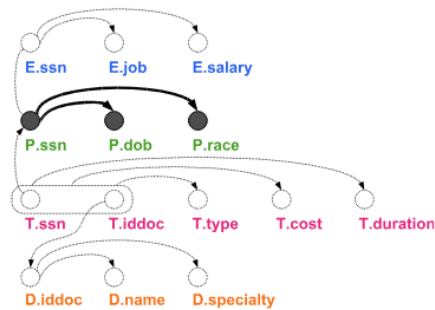 E.ssn E.job E.salary
P.ssn P.dob P.race
T.ssn T.iddoc T.type T.cost T.duration
D.iddoc D.name D.specialty